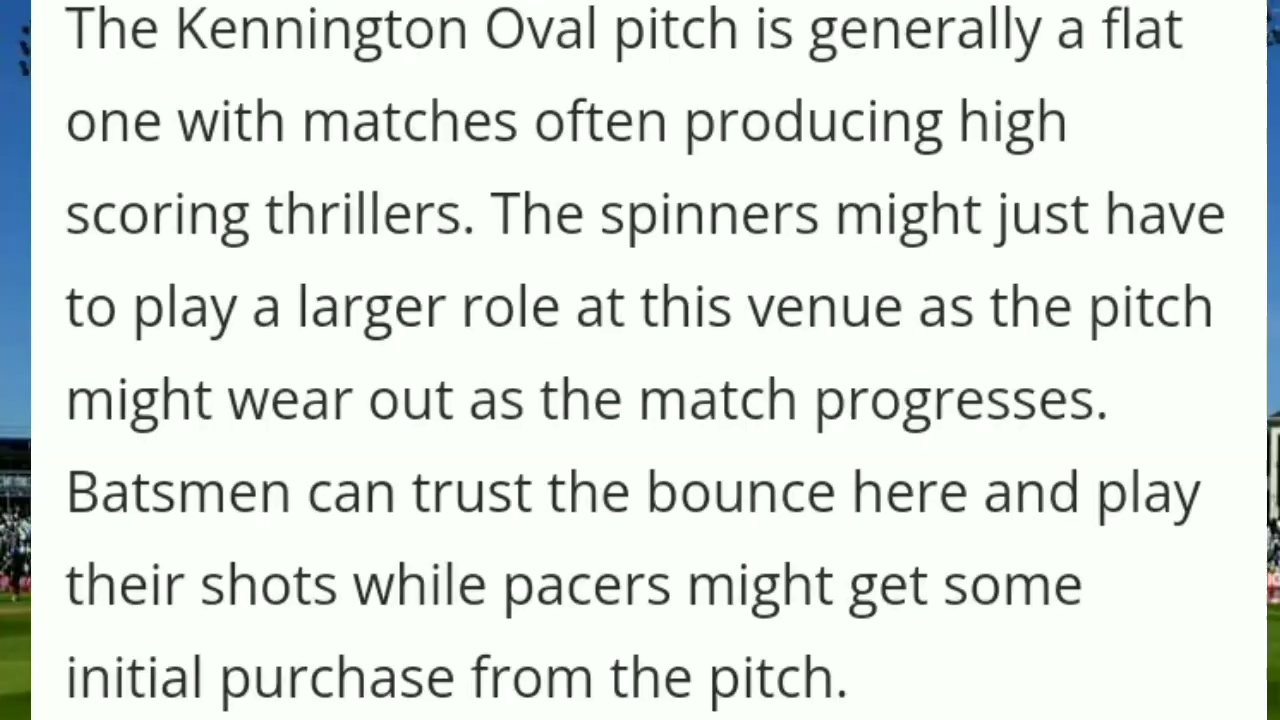 The Kennington Oval pitch is generally a flat
one with matches often producing high
scoring thrillers. The spinners might just have
to play a larger role at this venue as the pitch
might wear out as the match progresses.
Batsmen can trust the bounce here and play
their shots while pacers might get some
initial purchase from the pitch.